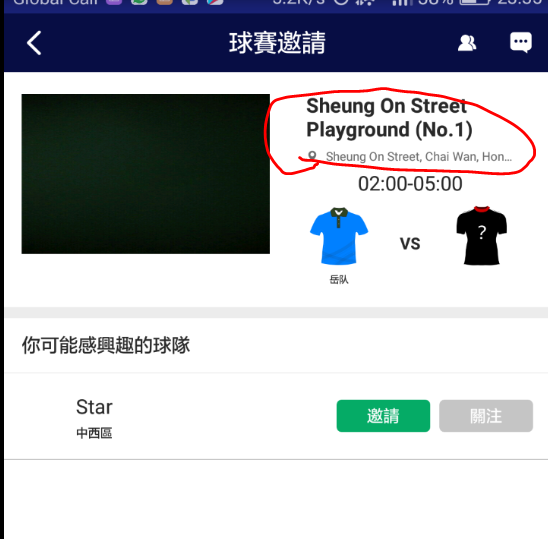 球賽邀請
Sheung On Street
Playground (No.1)
Sheung On Street, Chai Wan, Hon...
02:00-05:00
VS
?
岳队
你可能感興趣的球隊
Star
邀請
關注
中西區